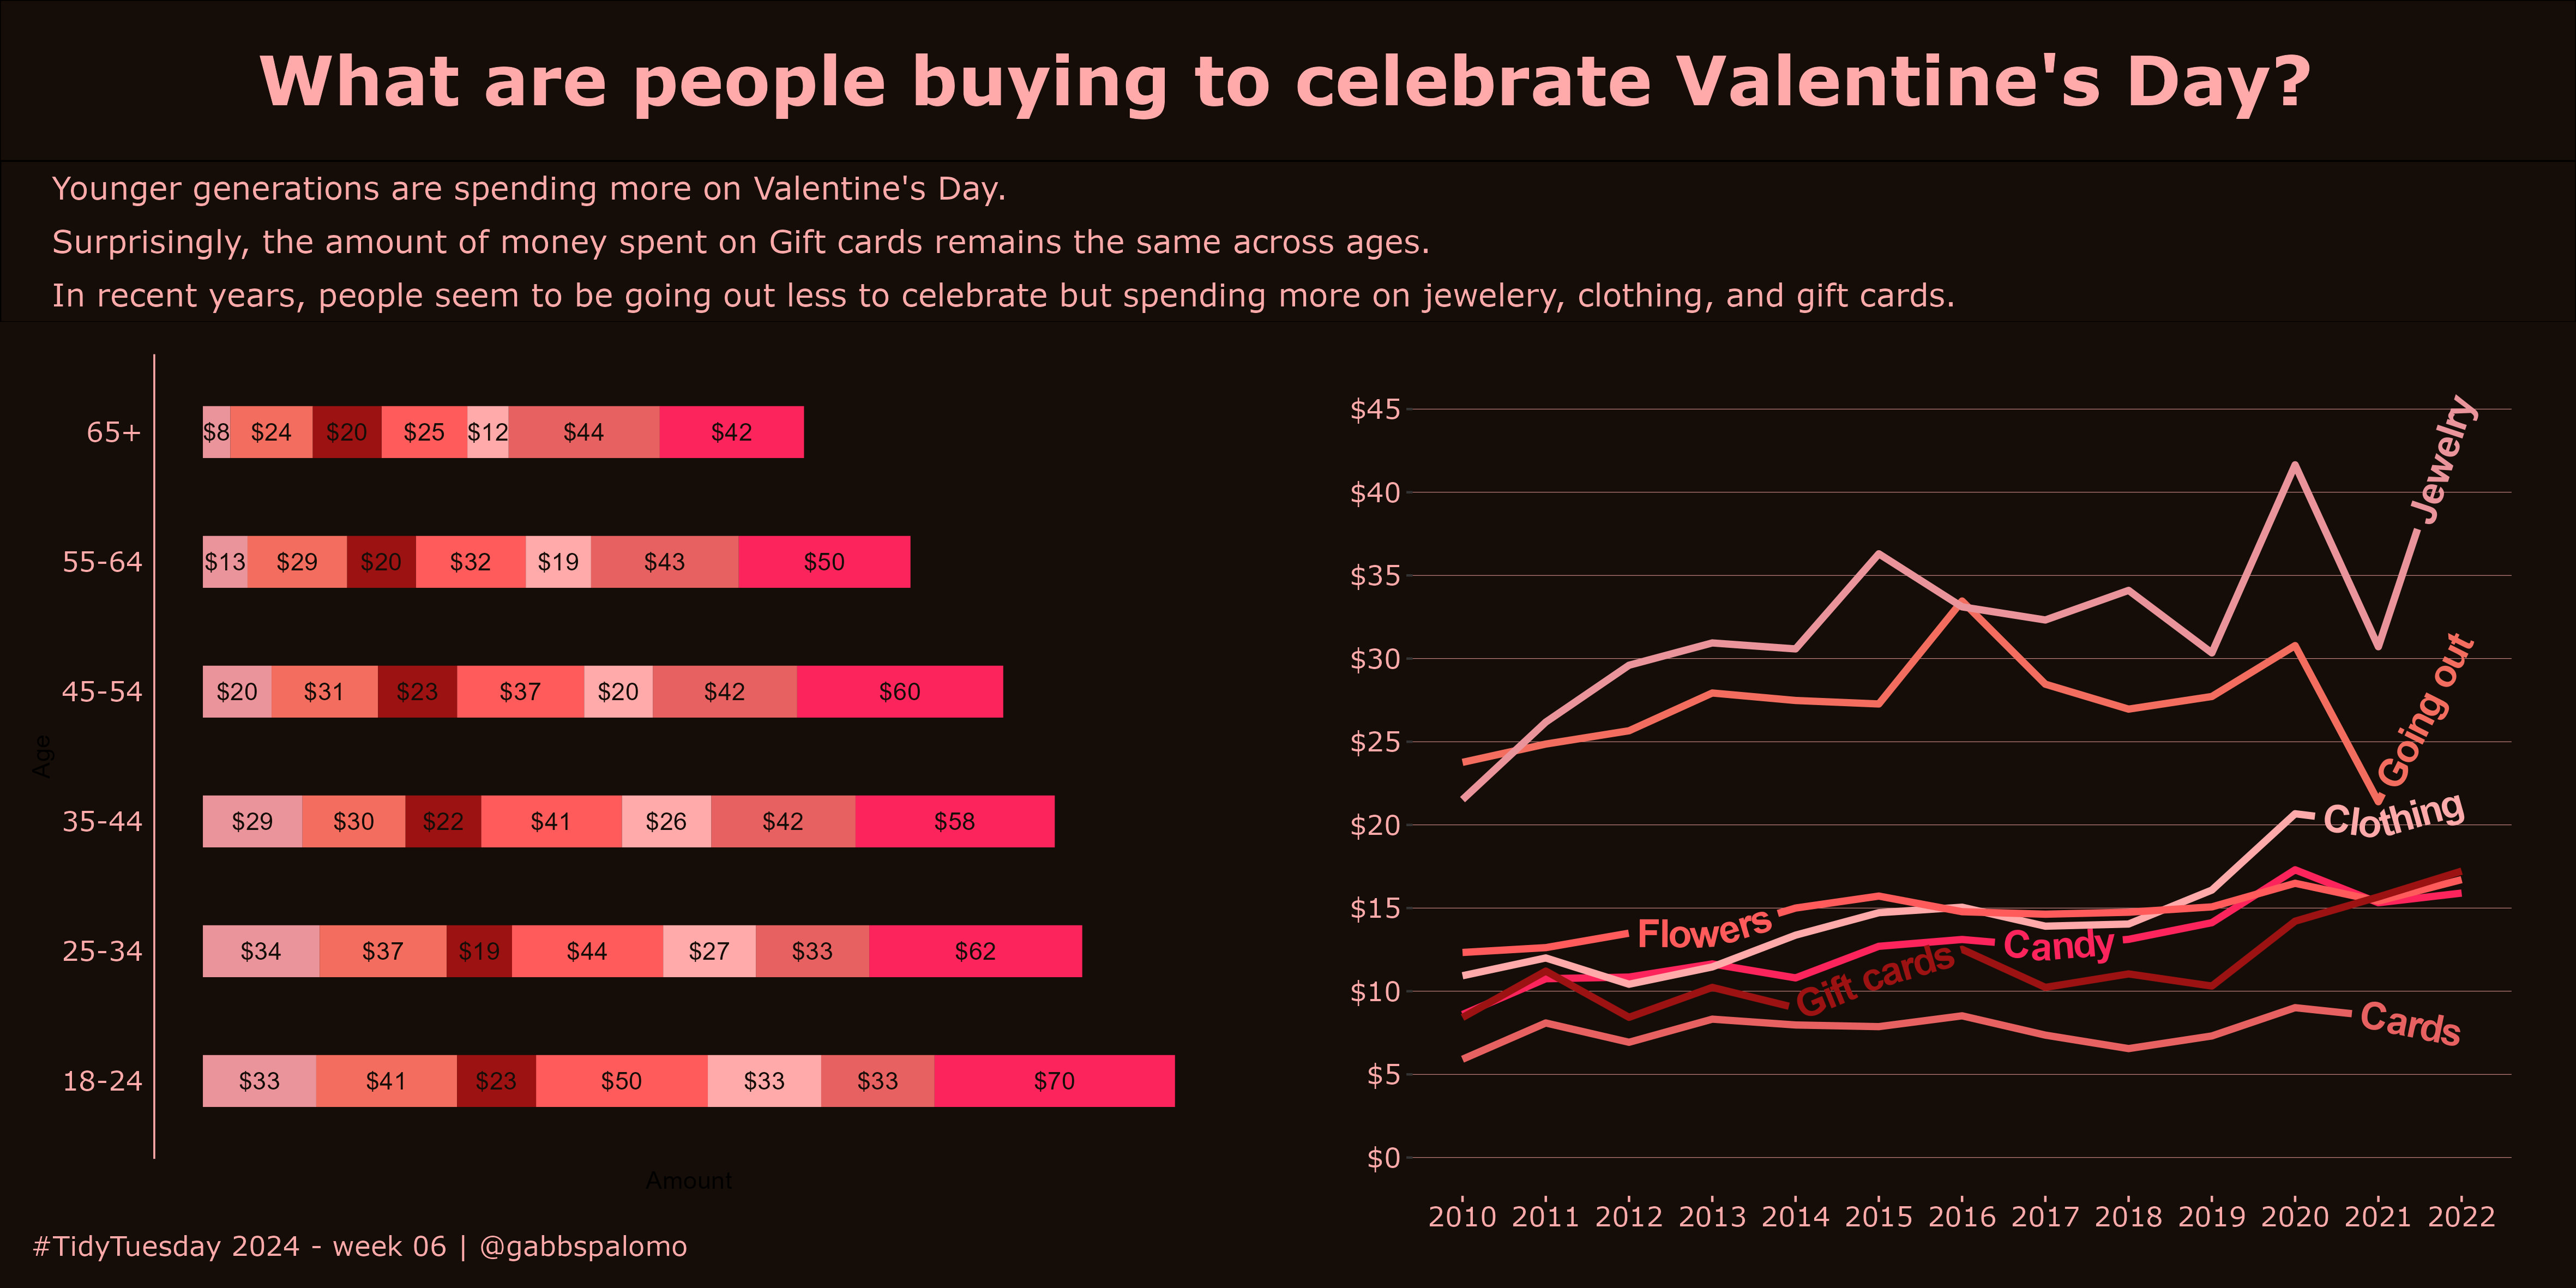 What are people buying to celebrate Valentine's Day?
Younger generations are spending more on Valentine's Day.
Surprisingly, the amount of money spent on Gift cards remains the same across ages.
In recent years, people seem to be going out less to celebrate but spending more on jewelery, clothing, and gift cards.
65+ $8 $24 $20 $25 $12 $44 $42
55-64 $13 $29 $20 $32 $19 $43 $50
45-54 $20 $31 $23 $37 $20 $42 $60
35-44 $29 $30 $22 $41 $26 $42 $58
25-34 $34 $37 $19 $44 $27 $33 $62
18-24 $33 $41 $23 $50 $33 $33 $70
Age
Amount
$45
$40
$35
$30
$25
$20
$15
$10
$5
$0
Jewelry
Going out
Clothing
Flowers
Candy
Gift cards
Cards
2010 2011 2012 2013 2014 2015 2016 2017 2018 2019 2020 2021 2022
#TidyTuesday 2024 - week 06 | @gabbspalomo